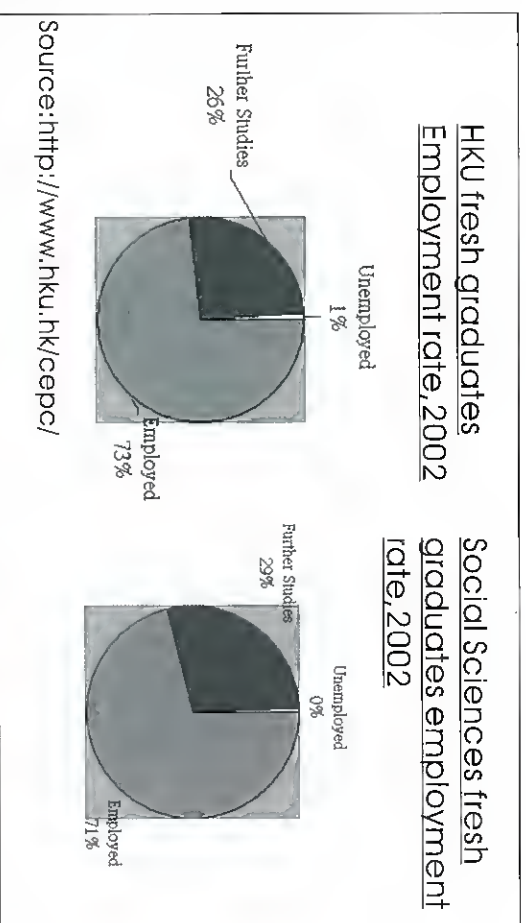 HKU fresh graduates
Employment rate, 2002
Unemployed
1%
Further Studies
26%
Employed
73%
Source:http://www.hku.hk/cepc/
Social Sciences fresh
graduates employment
rate, 2002
Unemployed
0%
Further Studies
29%
Employed
71%